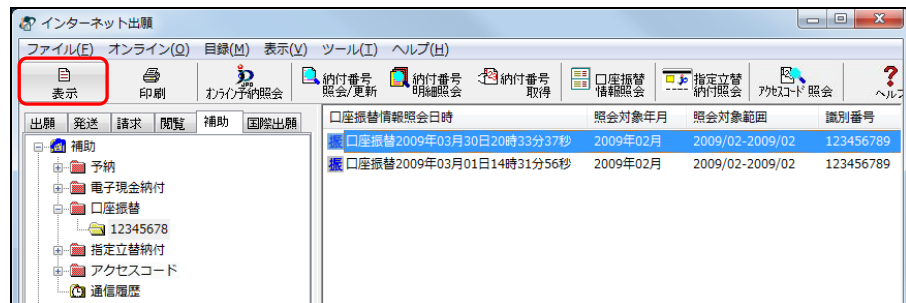 インターネット出願
ファイル(F) オンライン(O) 目録(M) 表示(V) ツール(T) ヘルプ(H)
表示 印刷 オンライン予納照会 納付番号照会/更新 納付番号明細照会 納付番号取得 口座振替情報照会 指定立替納付照会 アクセスコード照会 ヘルプ
出願 発送 請求 閲覧 補助 国際出願
口座振替情報照会日時 照会対象年月 照会対象範囲 識別番号
補助
振 口座振替2009年03月30日20時33分37秒 2009年02月 2009/02-2009/02 123456789
予納
振 口座振替2009年03月01日14時31分56秒 2009年02月 2009/02-2009/02 123456789
電子現金納付
口座振替
12345678
指定立替納付
アクセスコード
通信履歴